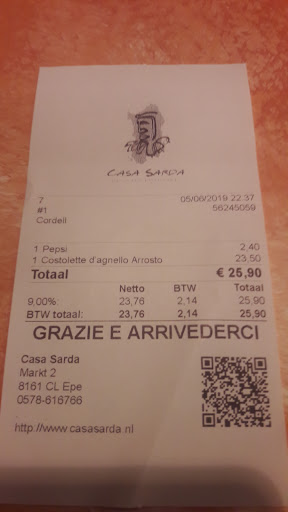 CASA SARDA
7 05/06/2019 22:37
#1 56245059
Cordell
1 Pepsi 2,40
1 Costolette d'agnello Arrosto 23,50
Totaal € 25,90
Netto BTW Totaal
9,00%: 23,76 2,14 25,90
BTW totaal: 23,76 2,14 25,90
GRAZIE E ARRIVEDERCI
Casa Sarda
Markt 2
8161 CL Epe
0578-616766
http://www.casasarda.nl